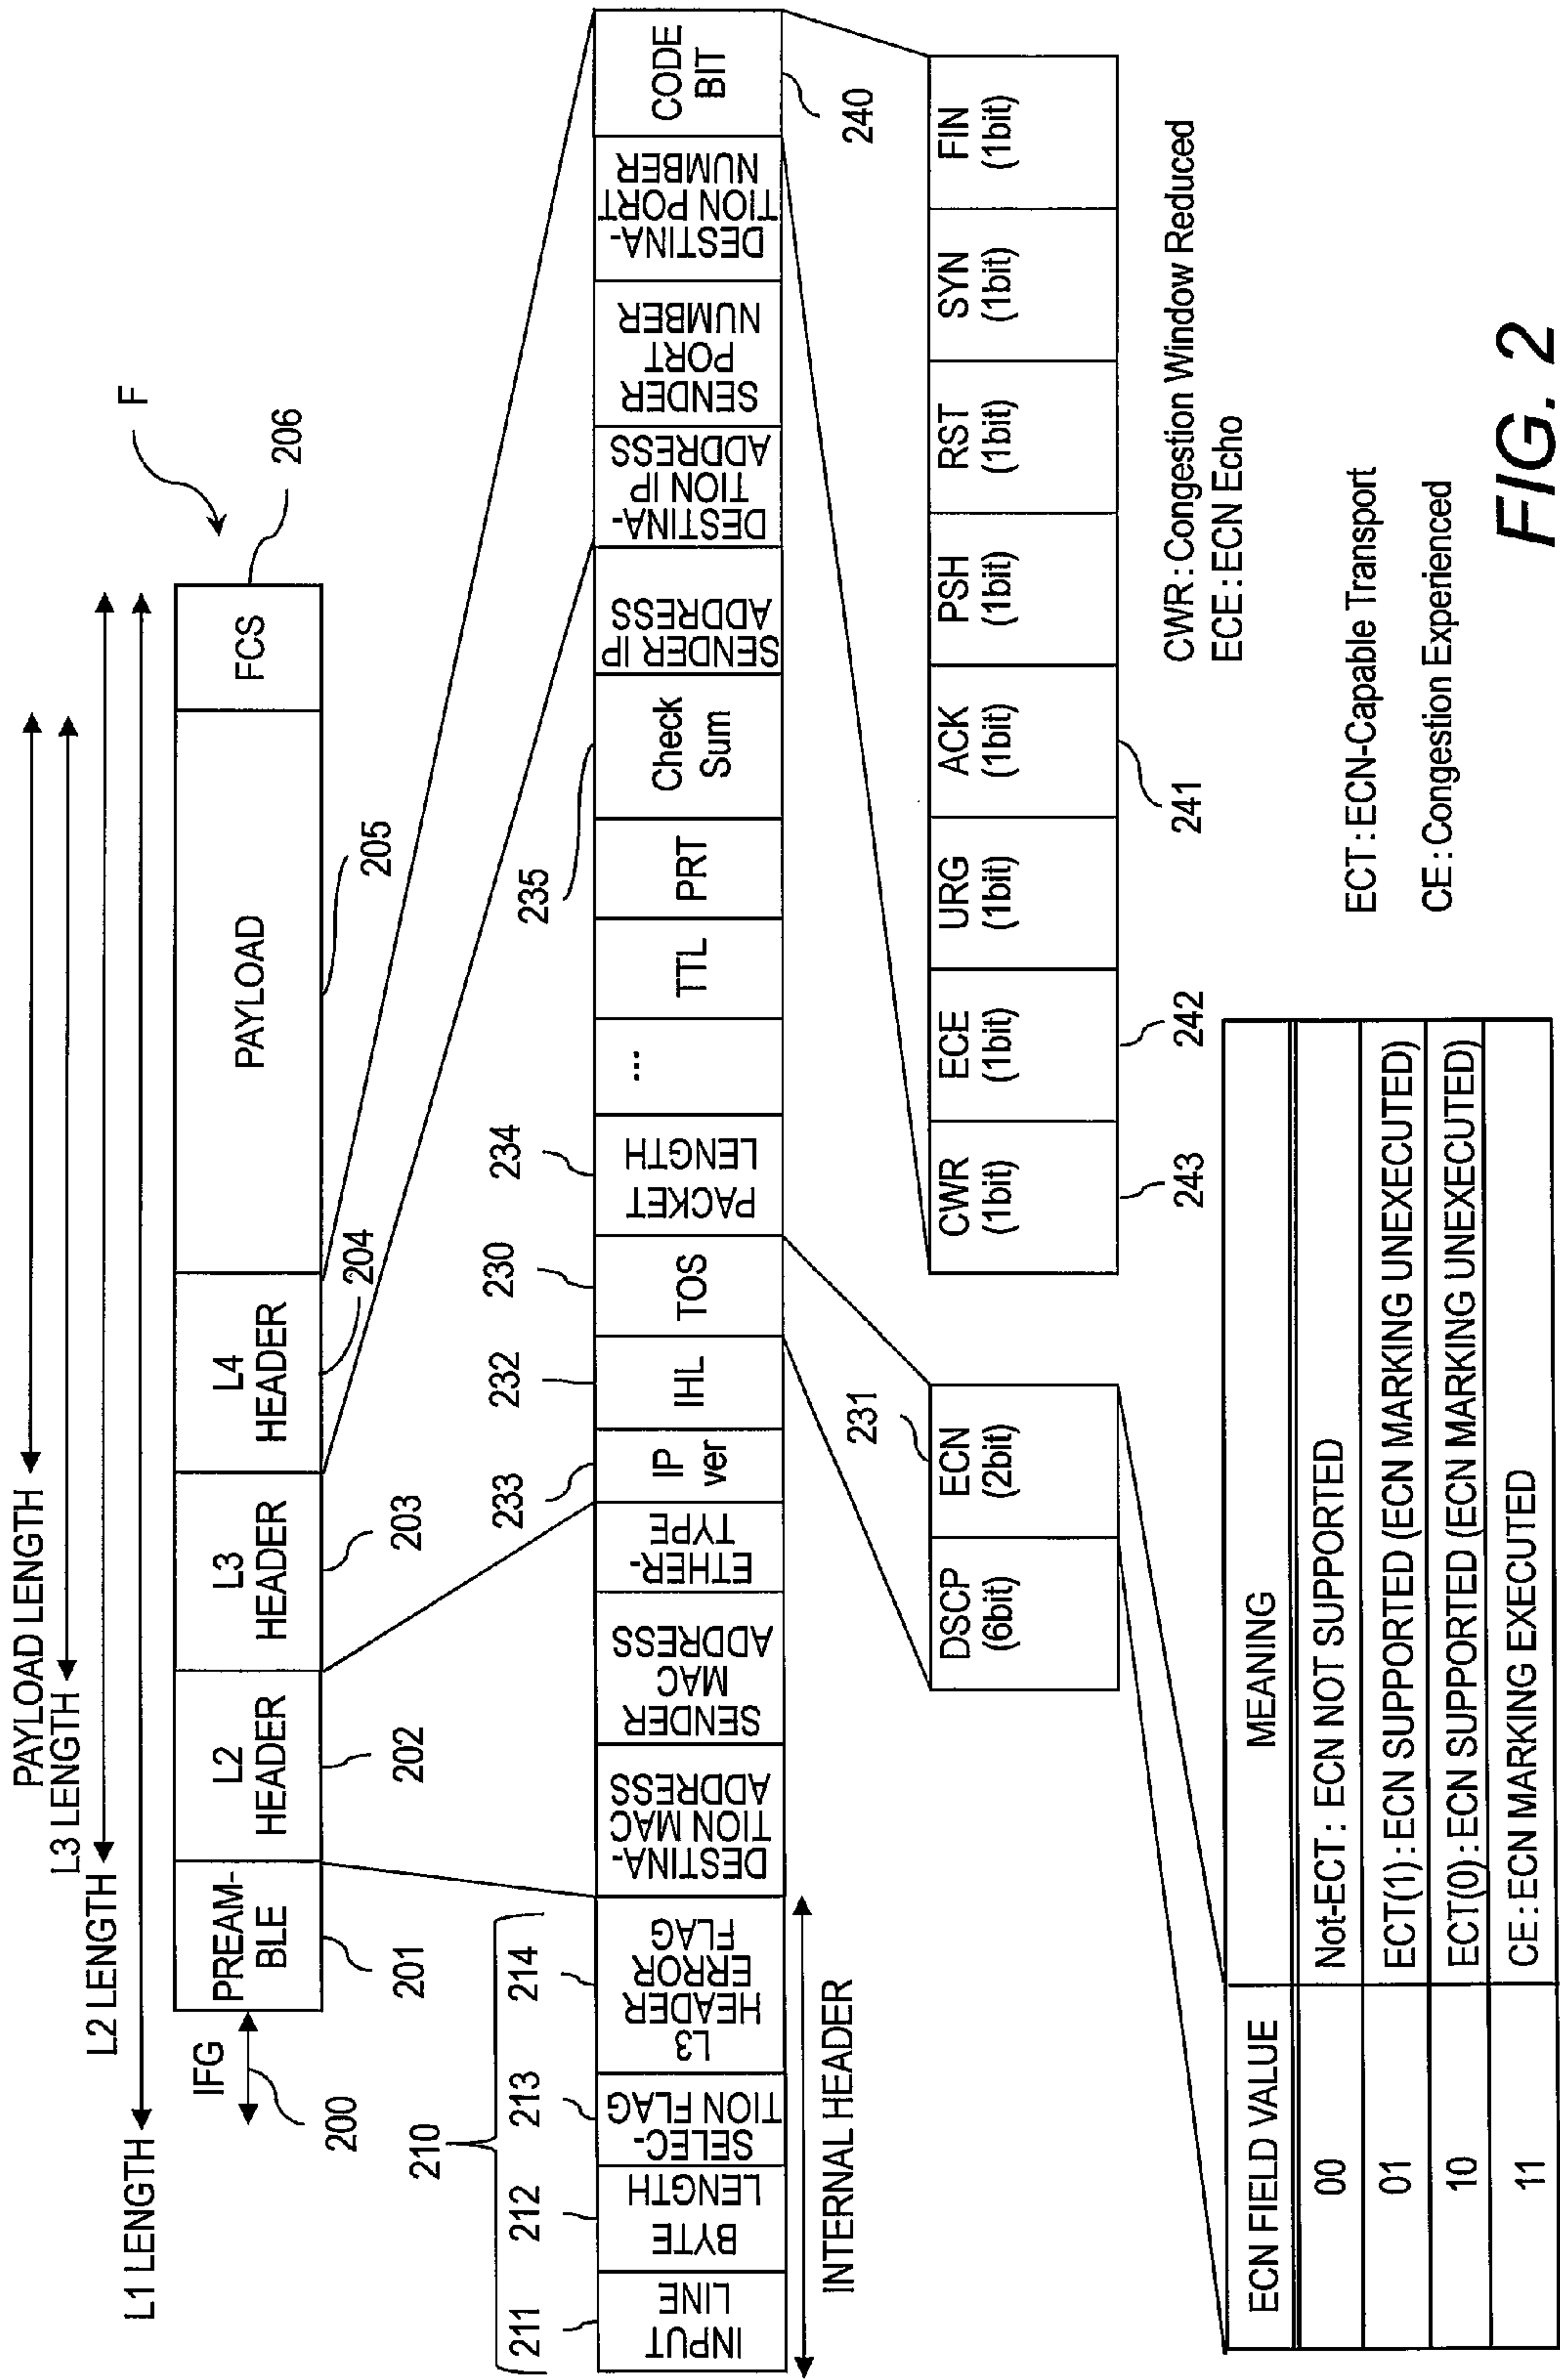 PAYLOAD LENGTH
L3 LENGTH
L2 LENGTH
L1 LENGTH
F
IFG
200
PREAM-
BLE
201
L2
HEADER
202
L3
HEADER
203
L4
HEADER
204
PAYLOAD
205
FCS
206
210
211
212
213
214
233
232
230
234
235
INPUT
LINE
BYTE
LENGTH
SELEC-
TION FLAG
L3
HEADER
ERROR
FLAG
DESTINA-
TION MAC
ADDRESS
SENDER
MAC
ADDRESS
ETHER-
TYPE
IP
ver
IHL
TOS
PACKET
LENGTH
...
TTL
PRT
Check
Sum
SENDER IP
ADDRESS
DESTINA-
TION IP
ADDRESS
SENDER
PORT
NUMBER
DESTINA-
TION PORT
NUMBER
CODE
BIT
240
INTERNAL HEADER
231
DSCP
(6bit)
ECN
(2bit)
CWR
(1bit)
ECE
(1bit)
URG
(1bit)
ACK
(1bit)
PSH
(1bit)
RST
(1bit)
SYN
(1bit)
FIN
(1bit)
243
242
241
CWR:Congestion Window Reduced
ECE:ECN Echo
ECN FIELD VALUE
MEANING
00
Not-ECT: ECN NOT SUPPORTED
01
ECT(1):ECN SUPPORTED (ECN MARKING UNEXECUTED)
10
ECT(0):ECN SUPPORTED (ECN MARKING UNEXECUTED)
11
CE:ECN MARKING EXECUTED
ECT:ECN-Capable Transport
CE:Congestion Experienced
FIG. 2